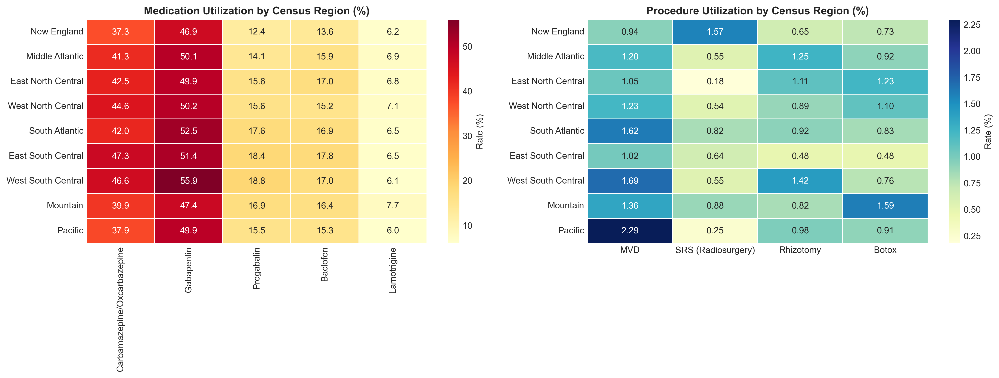 Medication Utilization by Census Region (%)
New England 37.3 46.9 12.4 13.6 6.2
Middle Atlantic 41.3 50.1 14.1 15.9 6.9
East North Central 42.5 49.9 15.6 17.0 6.8
West North Central 44.6 50.2 15.6 15.2 7.1
South Atlantic 42.0 52.5 17.6 16.9 6.5
East South Central 47.3 51.4 18.4 17.8 6.5
West South Central 46.6 55.9 18.8 17.0 6.1
Mountain 39.9 47.4 16.9 16.4 7.7
Pacific 37.9 49.9 15.5 15.3 6.0
Carbamazepine/Oxcarbazepine
Gabapentin
Pregabalin
Baclofen
Lamotrigine
50
40
30
20
10
Rate (%)
Procedure Utilization by Census Region (%)
New England 0.94 1.57 0.65 0.73
Middle Atlantic 1.20 0.55 1.25 0.92
East North Central 1.05 0.18 1.11 1.23
West North Central 1.23 0.54 0.89 1.10
South Atlantic 1.62 0.82 0.92 0.83
East South Central 1.02 0.64 0.48 0.48
West South Central 1.69 0.55 1.42 0.76
Mountain 1.36 0.88 0.82 1.59
Pacific 2.29 0.25 0.98 0.91
MVD SRS (Radiosurgery) Rhizotomy Botox
2.25
2.00
1.75
1.50
1.25
1.00
0.75
0.50
0.25
Rate (%)